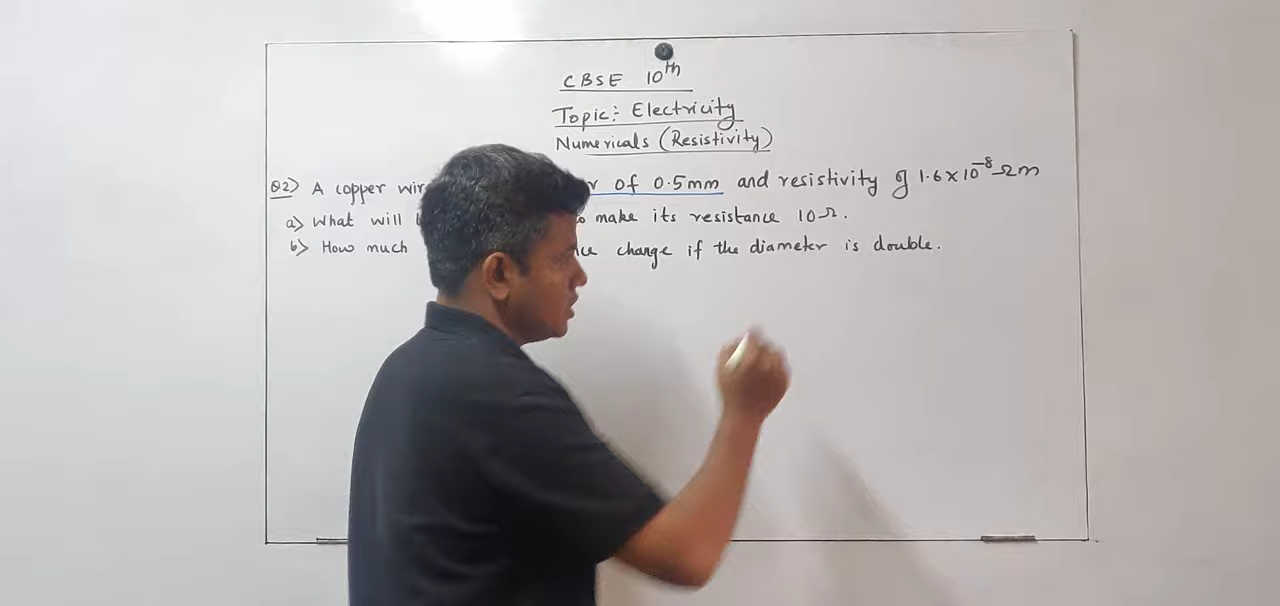 CBSE 10th
Topic:- Electricity
Numericals (Resistivity)
Q2) A copper wir r of 0.5mm and resistivity of 1.6 × 10⁻⁸ Ωm
a) What will to make its resistance 10Ω.
b) How much change if the diameter is double.